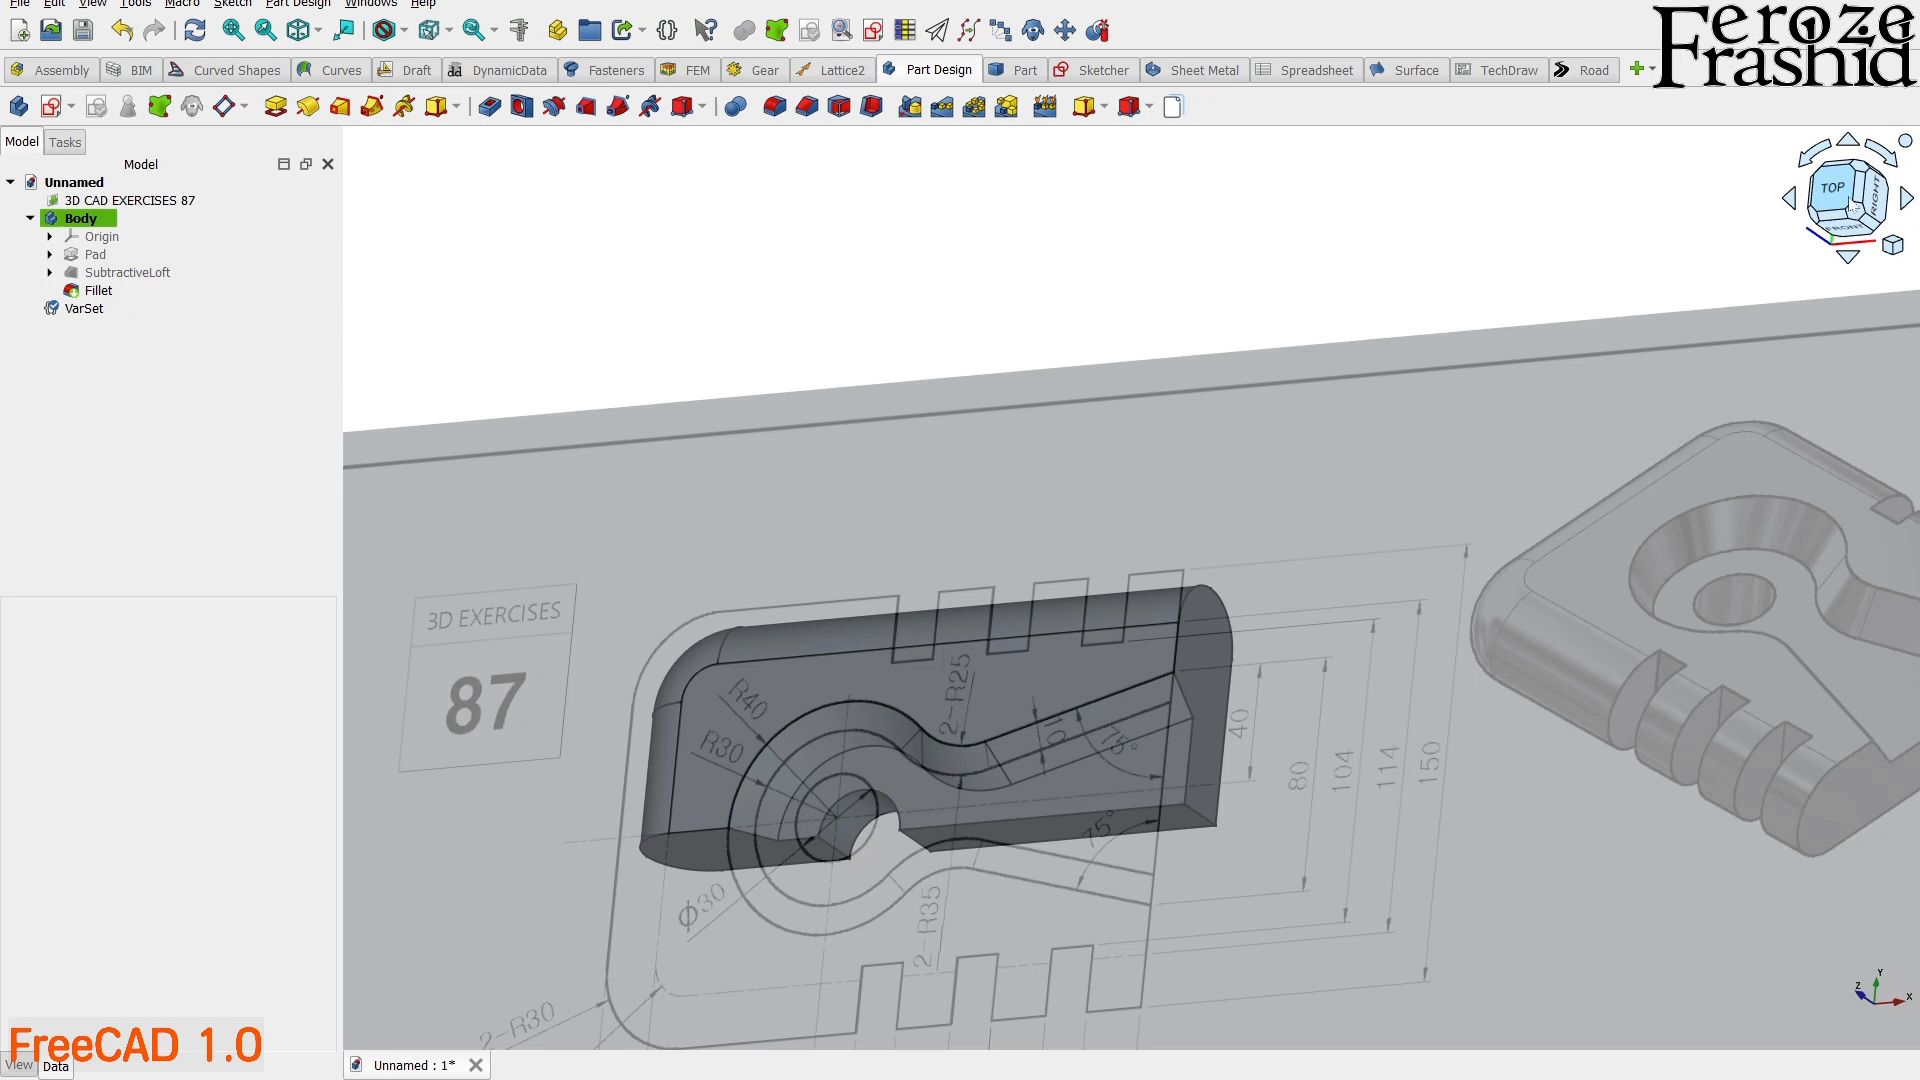 File Edit View Tools Macro Sketch Part Design Windows Help
Feroze
Frashid
Assembly BIM Curved Shapes Curves Draft DynamicData Fasteners FEM Gear Lattice2 Part Design Part Sketcher Sheet Metal Spreadsheet Surface TechDraw Road
Model Tasks
Model
Unnamed
3D CAD EXERCISES 87
Body
Origin
Pad
SubtractiveLoft
Fillet
VarSet
TOP
RIGHT
FRONT
3D EXERCISES
87
R40
R30
2-R25
10
75°
75°
40
80
104
114
150
ϕ30
2-R35
2-R30
Y
Z
X
FreeCAD 1.0
View Data
Unnamed : 1*